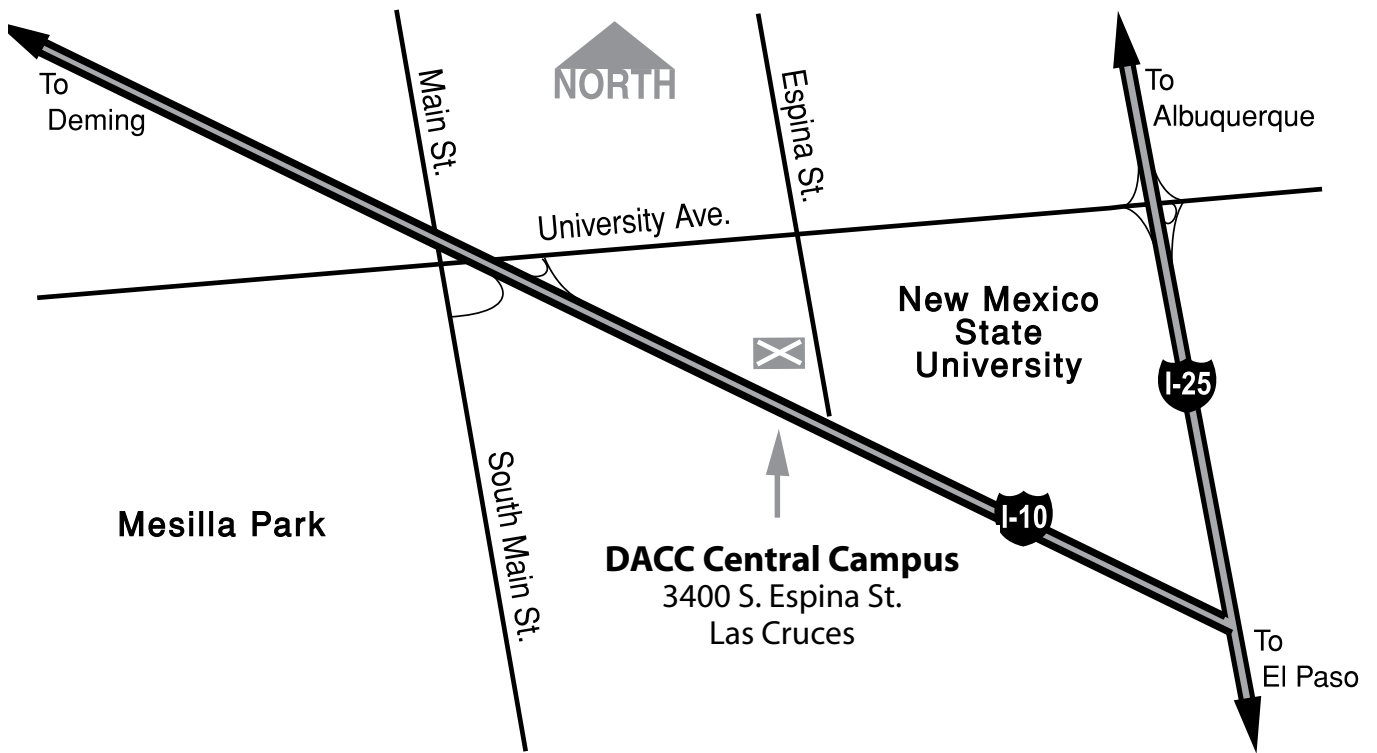 To
Deming
Main St.
NORTH
Espina St.
To
Albuquerque
University Ave.
New Mexico
State
University
I-25
South Main St.
Mesilla Park
I-10
DACC Central Campus
3400 S. Espina St.
Las Cruces
To
El Paso